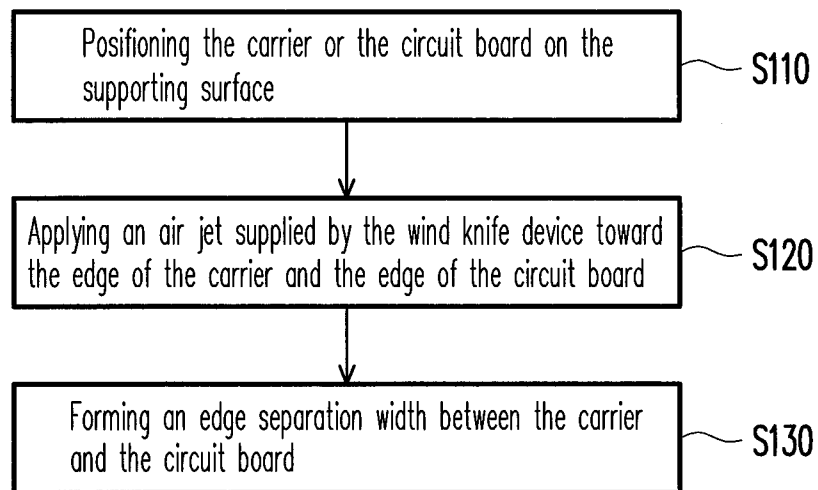 Positioning the carrier or the circuit board on the
supporting surface
S110
Applying an air jet supplied by the wind knife device toward
the edge of the carrier and the edge of the circuit board
S120
Forming an edge separation width between the carrier
and the circuit board
S130